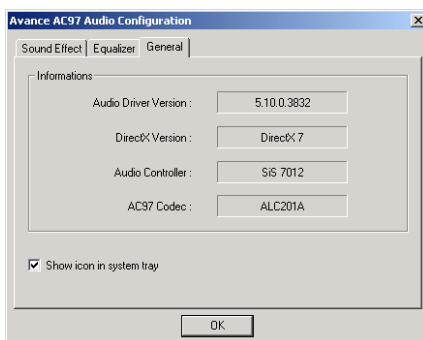 Avance AC97 Audio Configuration
Sound Effect Equalizer General
Informations
Audio Driver Version : 5.10.0.3832
DirectX Version : DirectX 7
Audio Controller : SiS 7012
AC97 Codec : ALC201A
Show icon in system tray
OK